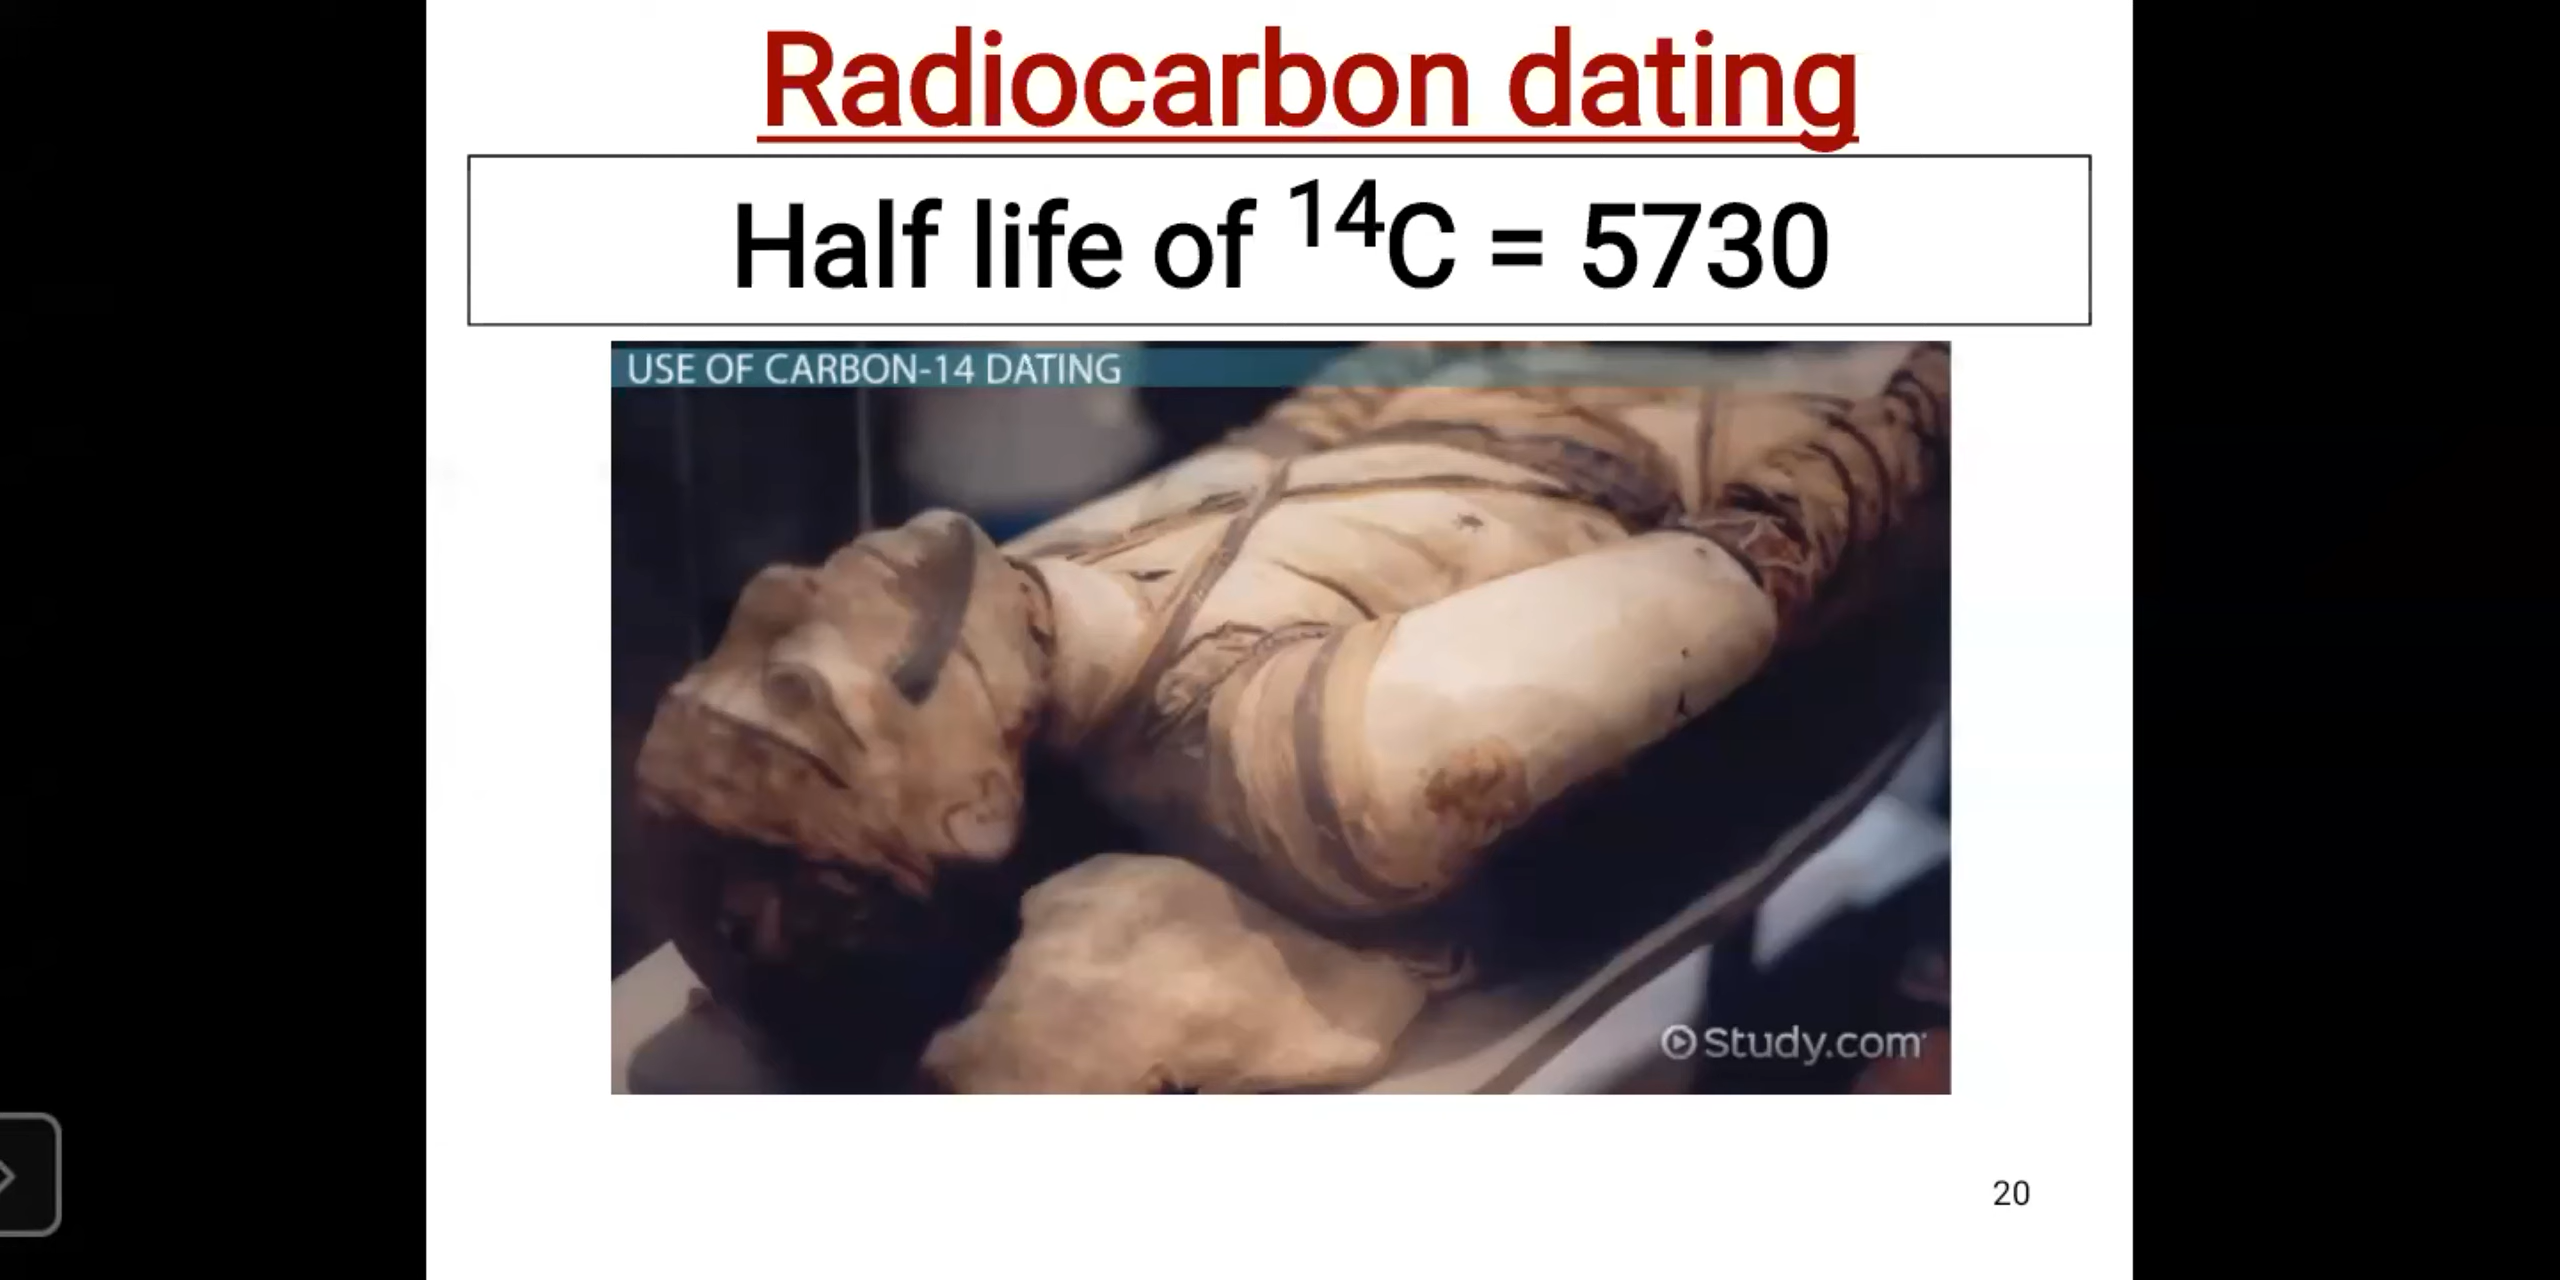 Radiocarbon dating
Half life of ¹⁴C = 5730
USE OF CARBON-14 DATING
Study.com
20